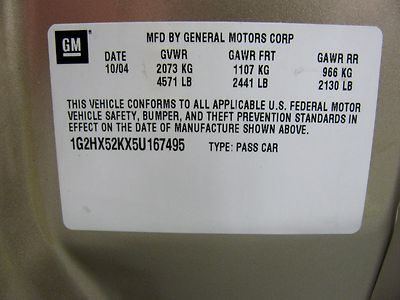 GM
MFD BY GENERAL MOTORS CORP
DATE GVWR GAWR FRT GAWR RR
10/04 2073 KG 1107 KG 966 KG
4571 LB 2441 LB 2130 LB
THIS VEHICLE CONFORMS TO ALL APPLICABLE U.S. FEDERAL MOTOR
VEHICLE SAFETY, BUMPER, AND THEFT PREVENTION STANDARDS IN
EFFECT ON THE DATE OF MANUFACTURE SHOWN ABOVE.
1G2HX52KX5U167495 TYPE: PASS CAR